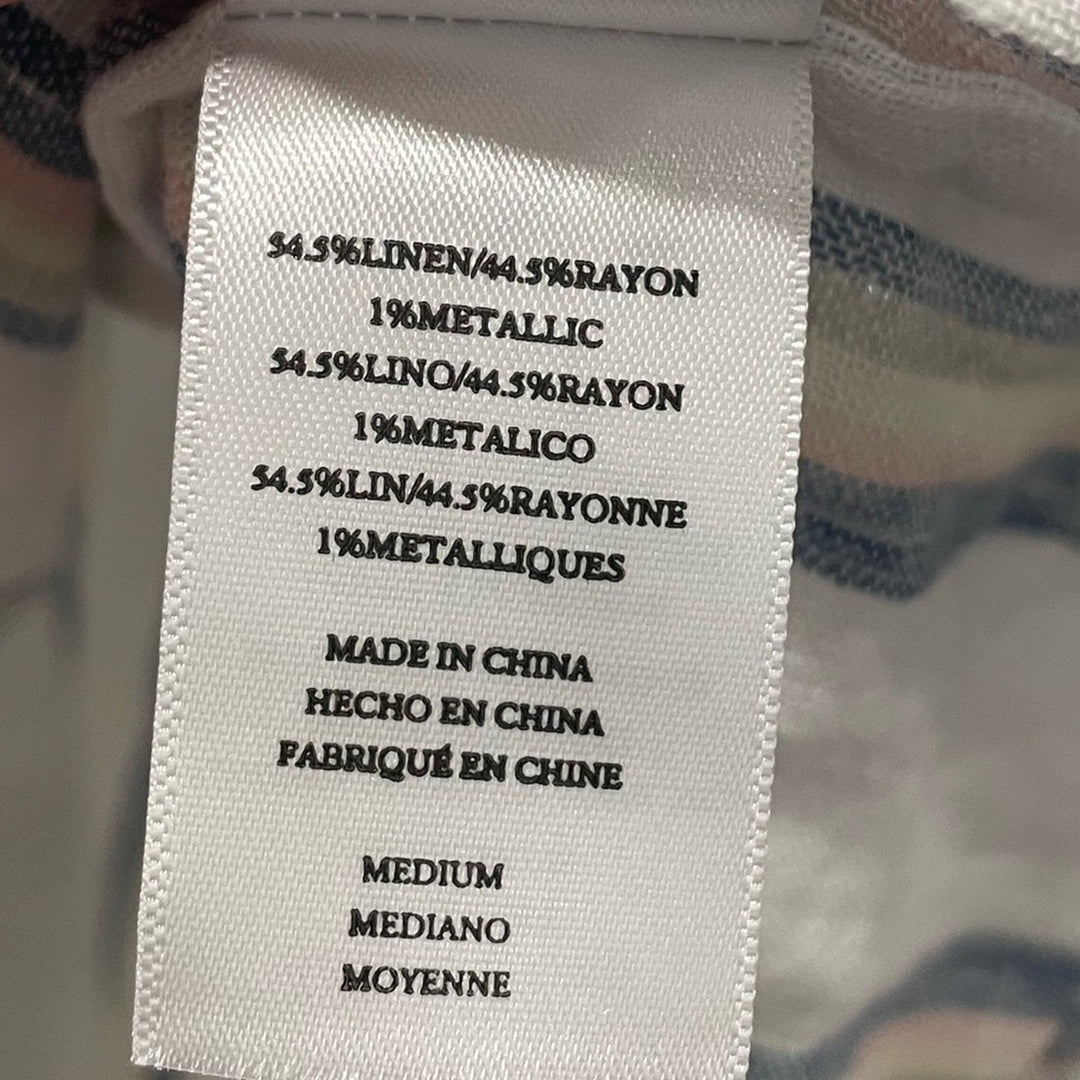 54.5%LINEN/44.5%RAYON
1%METALLIC
54.5%LINO/44.5%RAYON
1%METALICO
54.5%LIN/44.5%RAYONNE
1%METALLIQUES
MADE IN CHINA
HECHO EN CHINA
FABRIQUÉ EN CHINE
MEDIUM
MEDIANO
MOYENNE